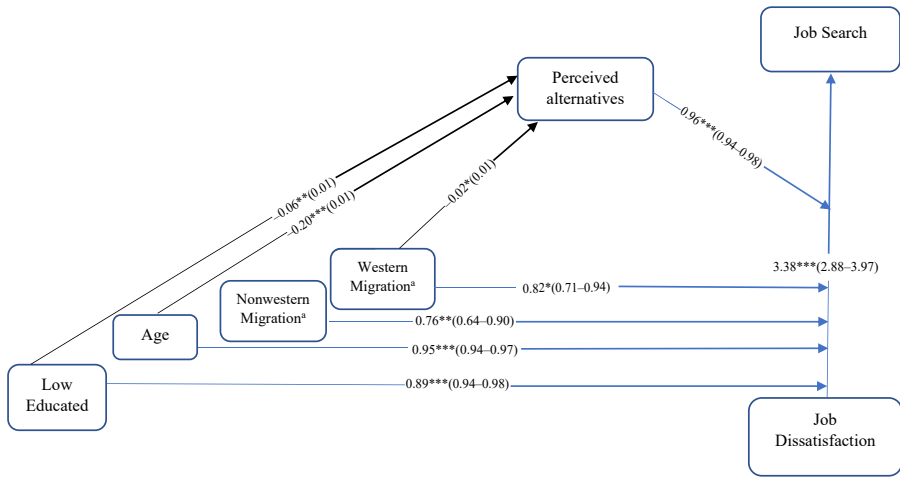 Job Search
Perceived
alternatives
0.96***(0.94–0.98)
–0.06**(0.01)
–0.20***(0.01)
–0.02*(0.01)
Western
Migrationᵃ
3.38***(2.88–3.97)
0.82*(0.71–0.94)
Nonwestern
Migrationᵃ
0.76**(0.64–0.90)
Age
0.95***(0.94–0.97)
Low
Educated
0.89***(0.94–0.98)
Job
Dissatisfaction